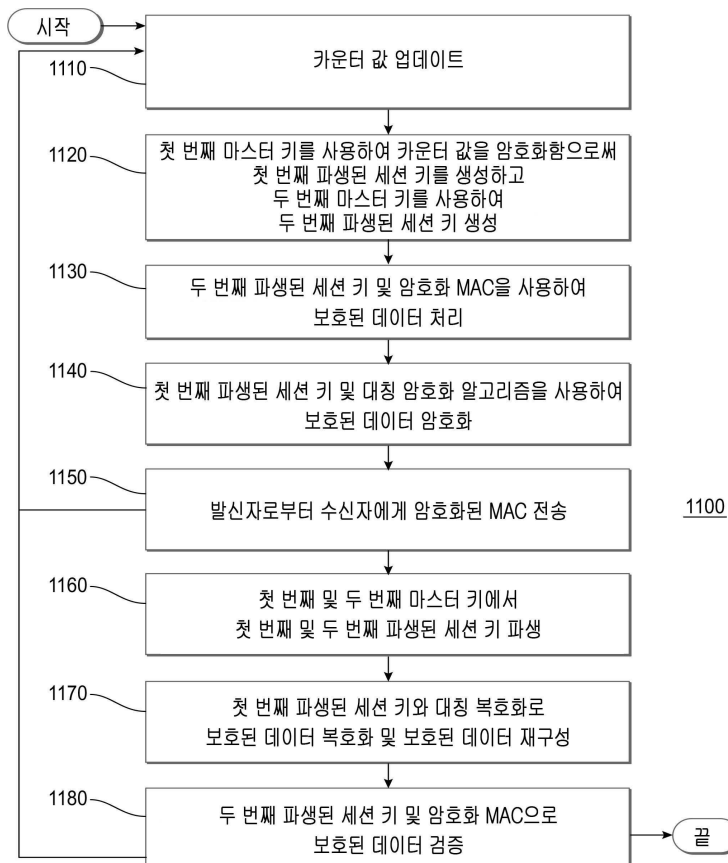 시작
1110
카운터 값 업데이트
1120
첫 번째 마스터 키를 사용하여 카운터 값을 암호화함으로써
첫 번째 파생된 세션 키를 생성하고
두 번째 마스터 키를 사용하여
두 번째 파생된 세션 키 생성
1130
두 번째 파생된 세션 키 및 암호화 MAC을 사용하여
보호된 데이터 처리
1140
첫 번째 파생된 세션 키 및 대칭 암호화 알고리즘을 사용하여
보호된 데이터 암호화
1150
발신자로부터 수신자에게 암호화된 MAC 전송
1100
1160
첫 번째 및 두 번째 마스터 키에서
첫 번째 및 두 번째 파생된 세션 키 파생
1170
첫 번째 파생된 세션 키와 대칭 복호화로
보호된 데이터 복호화 및 보호된 데이터 재구성
1180
두 번째 파생된 세션 키 및 암호화 MAC으로
보호된 데이터 검증
끝